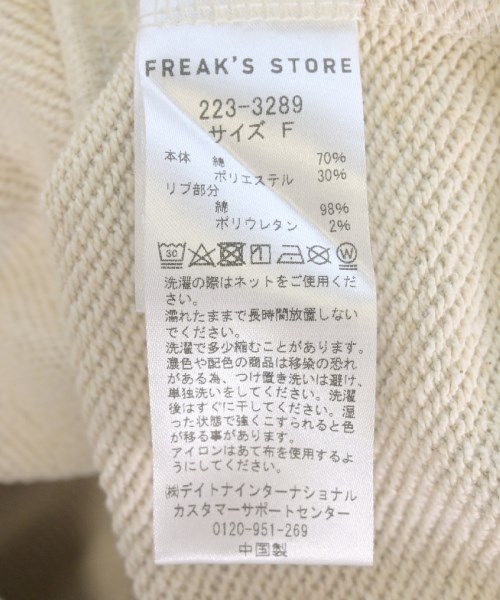 FREAK'S STORE
223-3289
サイズ F
本体 綿 70%
ポリエステル 30%
リブ部分
綿 98%
ポリウレタン 2%
30 W
洗濯の際はネットをご使用くだ
さい。
濡れたままで長時間放置しない
でください。
洗濯で多少縮むことがあります。
濃色や配色の商品は移染の恐れ
がある為、つけ置き洗いは避け、
単独洗いをしてください。洗濯
後はすぐに干してください。湿
った状態で強くこすられると色
が移る事があります。
アイロンはあて布を使用するよ
うにしてください。
㈱デイトナインターナショナル
カスタマーサポートセンター
0120-951-269
中国製